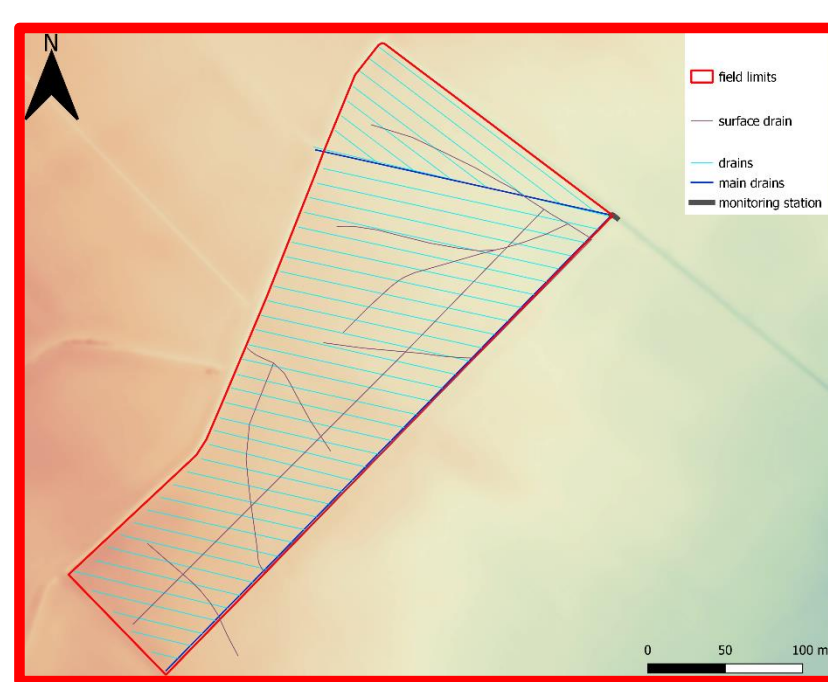 N
field limits
surface drain
drains
main drains
monitoring station
0 50 100 m